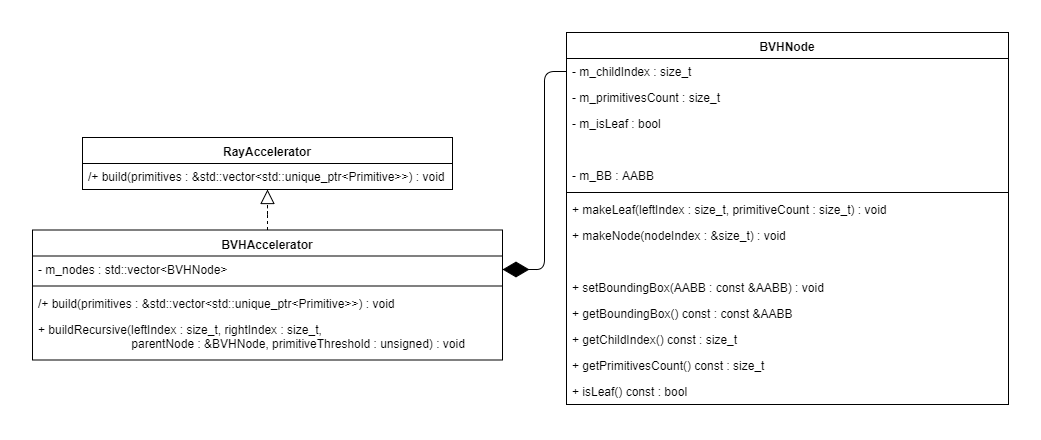 RayAccelerator
/+ build(primitives : &std::vector<std::unique_ptr<Primitive>>) : void
BVHAccelerator
- m_nodes : std::vector<BVHNode>
/+ build(primitives : &std::vector<std::unique_ptr<Primitive>>) : void
+ buildRecursive(leftIndex : size_t, rightIndex : size_t,
parentNode : &BVHNode, primitiveThreshold : unsigned) : void
BVHNode
- m_childIndex : size_t
- m_primitivesCount : size_t
- m_isLeaf : bool
- m_BB : AABB
+ makeLeaf(leftIndex : size_t, primitiveCount : size_t) : void
+ makeNode(nodeIndex : &size_t) : void
+ setBoundingBox(AABB : const &AABB) : void
+ getBoundingBox() const : const &AABB
+ getChildIndex() const : size_t
+ getPrimitivesCount() const : size_t
+ isLeaf() const : bool